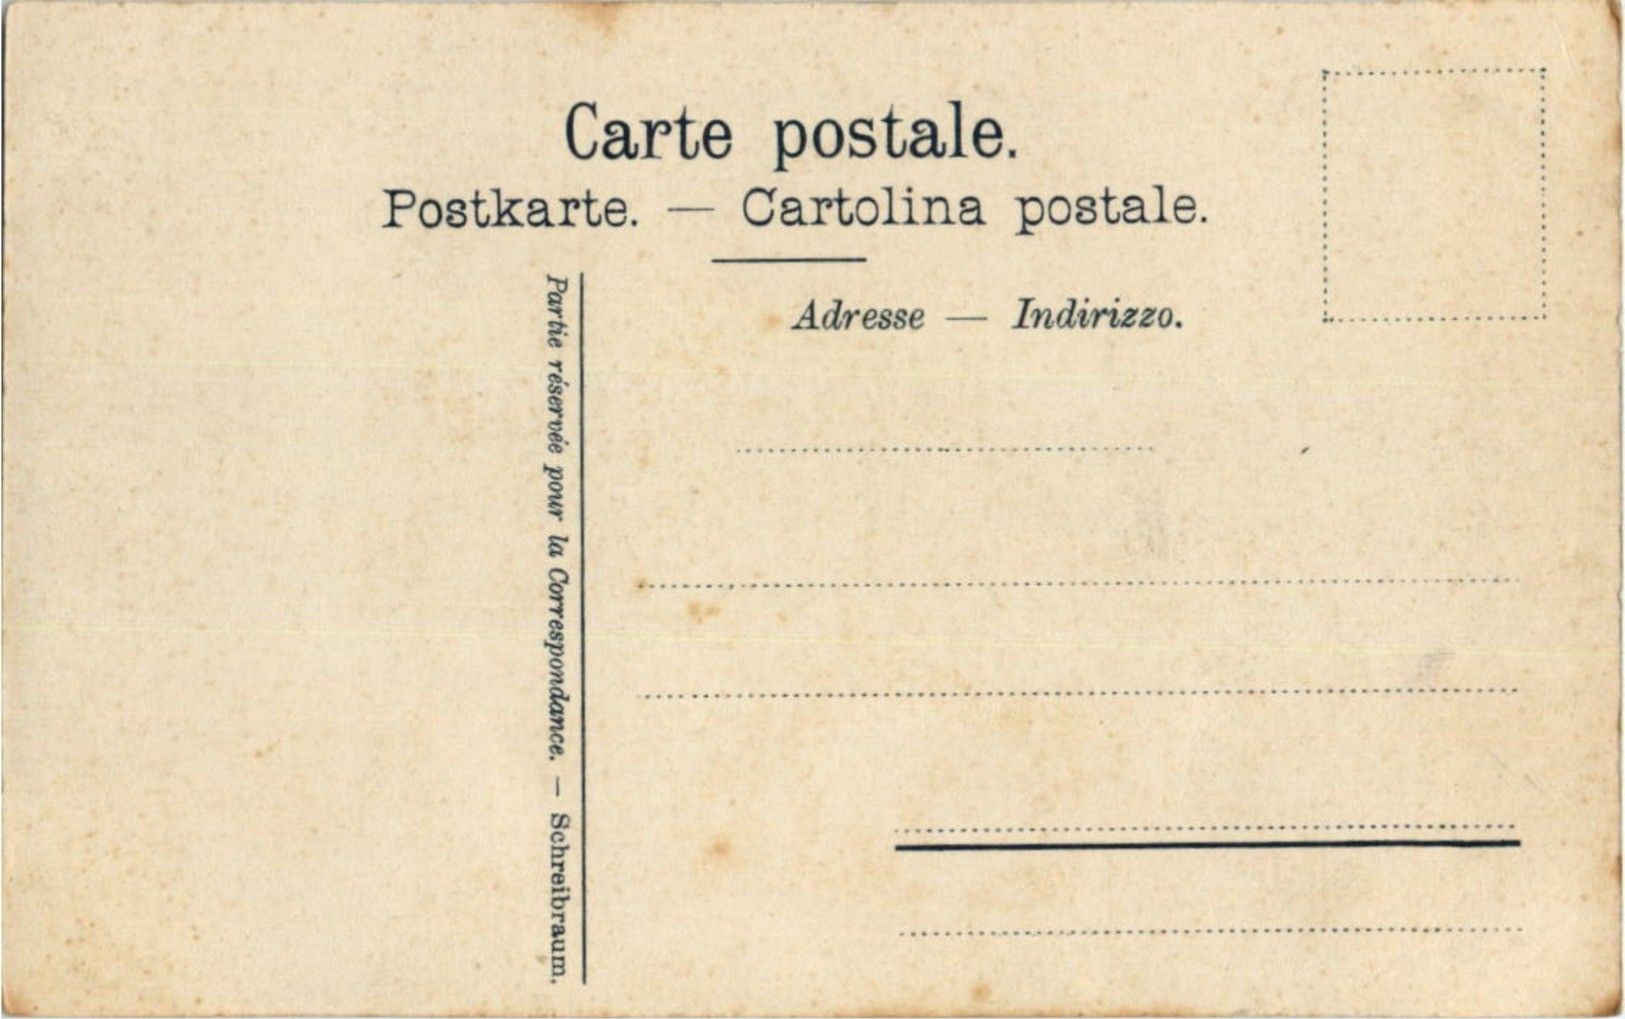 Carte postale.
Postkarte. — Cartolina postale.
Adresse — Indirizzo.
Partie réservée pour la Correspondance. — Schreibraum.